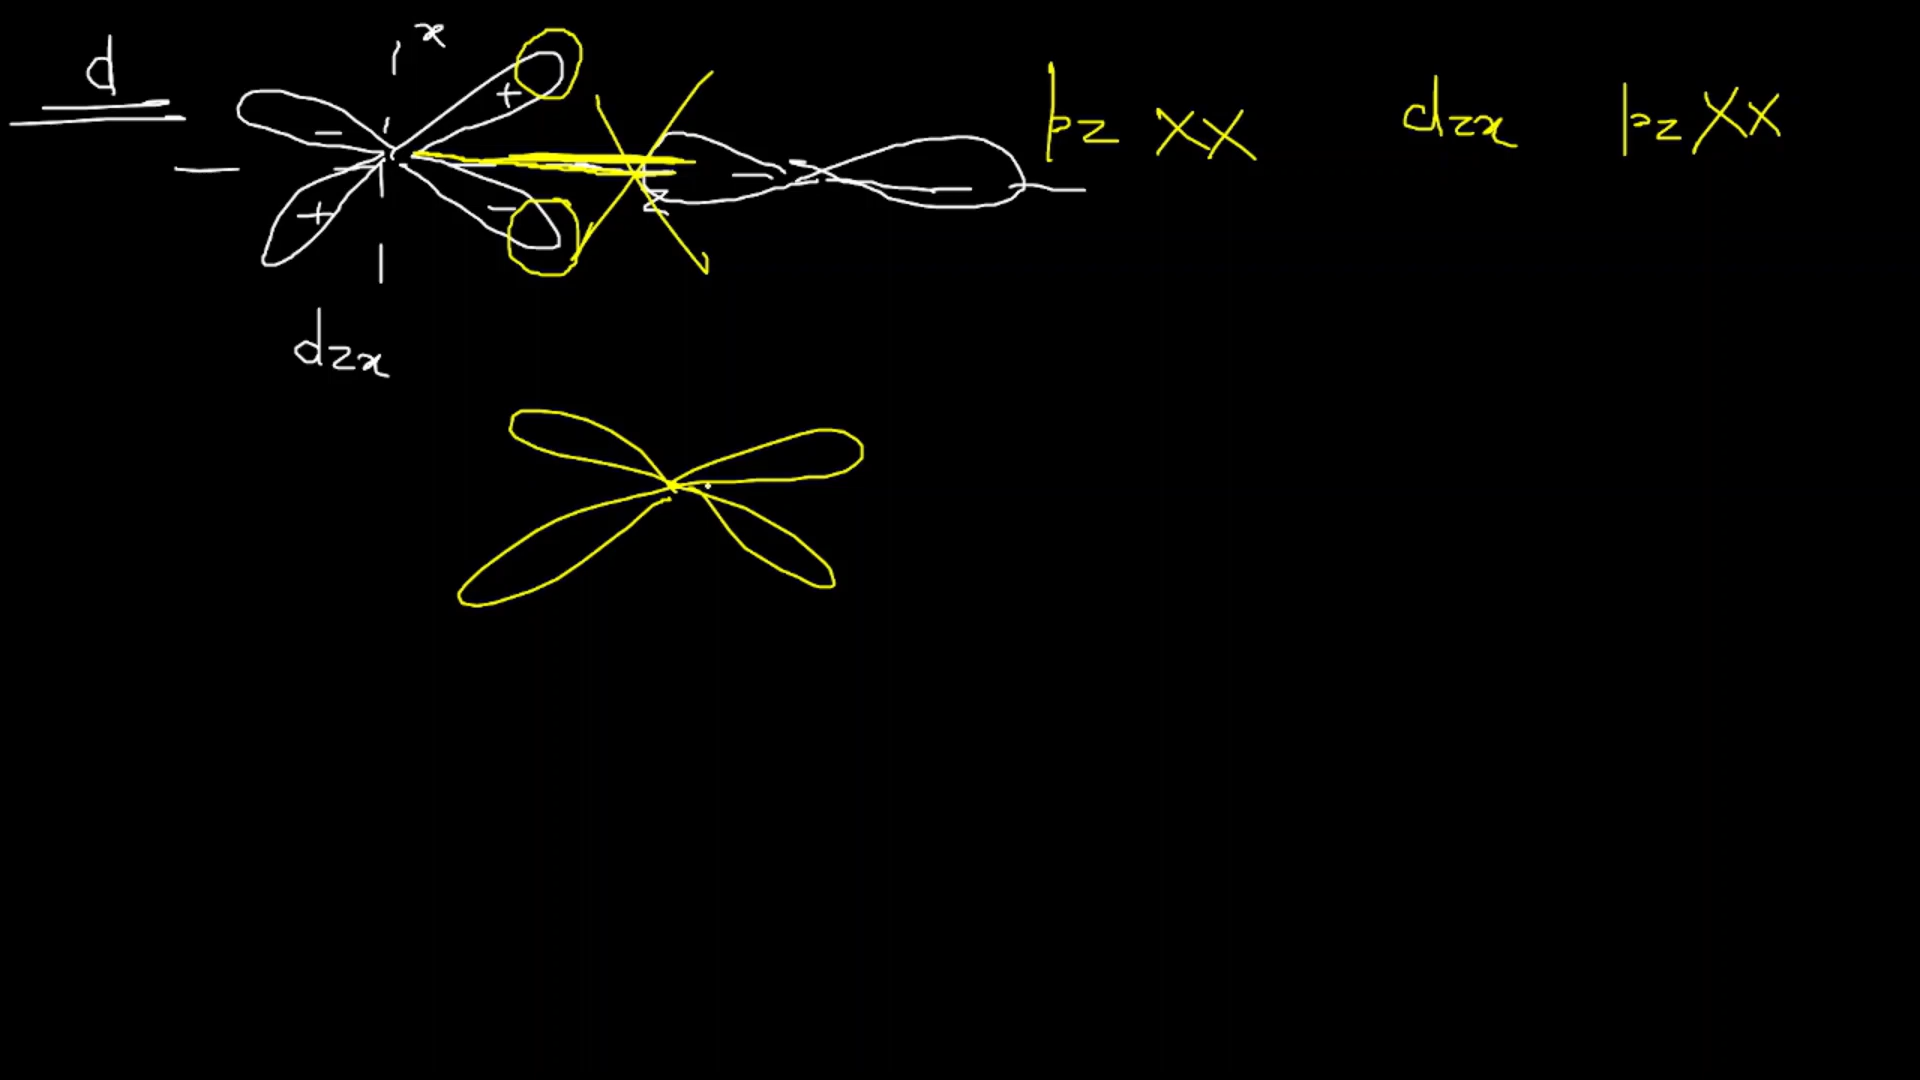 d
x
+
pz XX dzx pz XX
−
− −
+ −
z
dzx